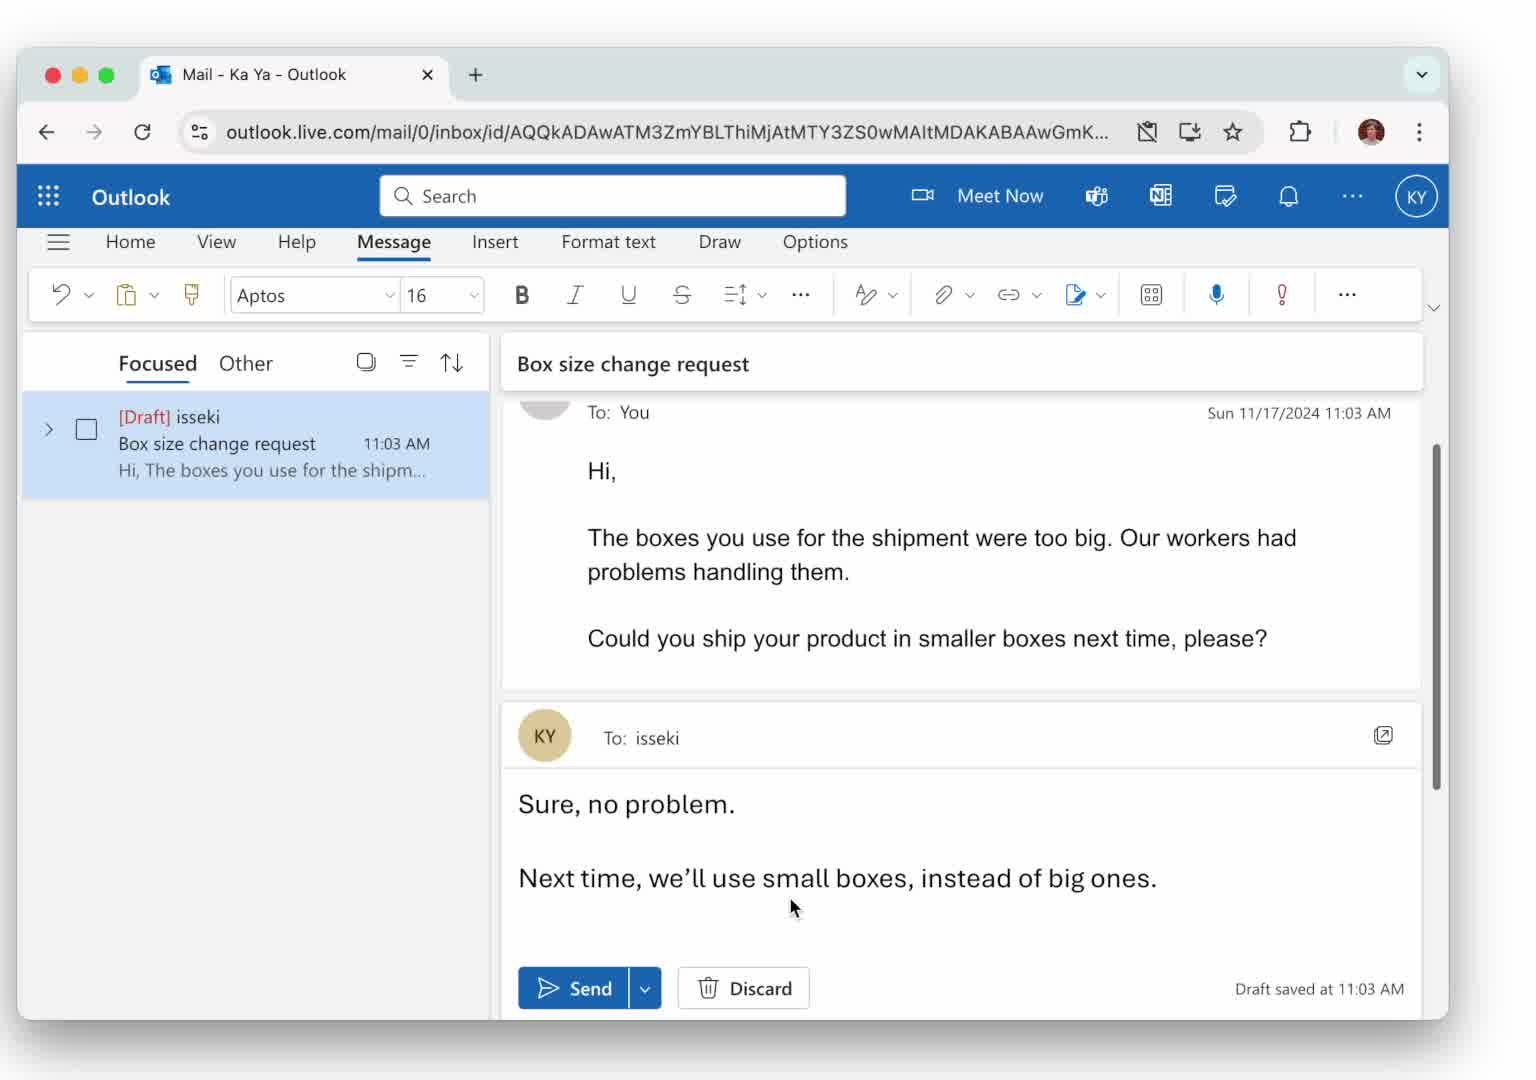 Mail - Ka Ya - Outlook
outlook.live.com/mail/0/inbox/id/AQQkADAwATM3ZmYBLThiMjAtMTY3ZS0wMAItMDAKABAAwGmK...
Outlook
Search
Meet Now
KY
Home View Help Message Insert Format text Draw Options
Aptos 16
Focused Other
Box size change request
[Draft] isseki
Box size change request 11:03 AM
Hi, The boxes you use for the shipm...
To: You
Sun 11/17/2024 11:03 AM
Hi,
The boxes you use for the shipment were too big. Our workers had
problems handling them.
Could you ship your product in smaller boxes next time, please?
KY
To: isseki
Sure, no problem.
Next time, we’ll use small boxes, instead of big ones.
Send
Discard
Draft saved at 11:03 AM